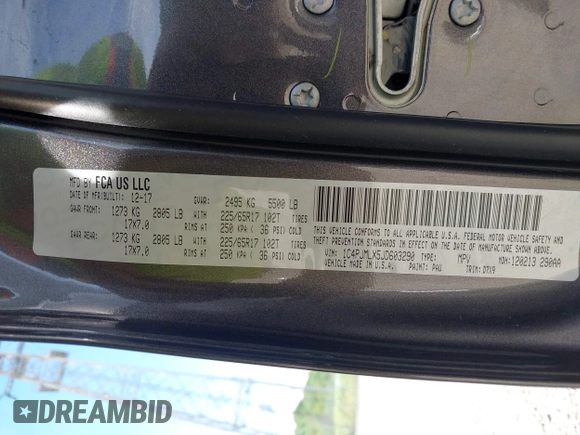 MFD BY FCA US LLC
DATE OF MFR(BUILT): 12-17 GVWR: 2495 KG 5500 LB
GAWR FRONT: 1273 KG 2805 LB WITH 225/65R17 102T TIRES
17X7.0 RIMS AT 250 KPA ( 36 PSI) COLD
GAWR REAR: 1273 KG 2805 LB WITH 225/65R17 102T TIRES
17X7.0 RIMS AT 250 KPA ( 36 PSI) COLD
THIS VEHICLE CONFORMS TO ALL APPLICABLE U.S.A. FEDERAL MOTOR VEHICLE SAFETY AND
THEFT PREVENTION STANDARDS IN EFFECT ON THE DATE OF MANUFACTURE SHOWN ABOVE.
VIN: 1C4PJMLX5JD603290 TYPE: MPV MDH: 120213 290AA
VEHICLE MADE IN U.S.A. PAINT: PAU TRIM: D7X9
DREAMBID